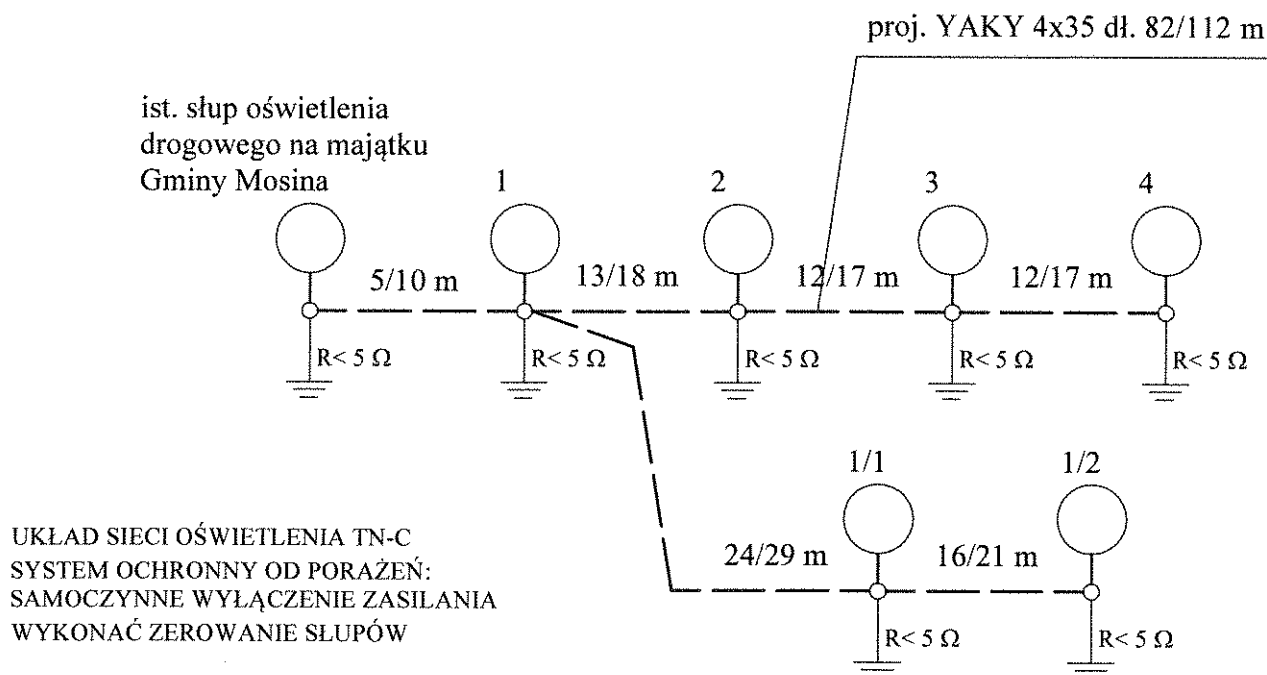 proj. YAKY 4x35 dł. 82/112 m
ist. słup oświetlenia
drogowego na majątku
Gminy Mosina
1
2
3
4
5/10 m
13/18 m
12/17 m
12/17 m
R< 5 Ω
R< 5 Ω
R< 5 Ω
R< 5 Ω
R< 5 Ω
1/1
1/2
24/29 m
16/21 m
R< 5 Ω
R< 5 Ω
UKŁAD SIECI OŚWIETLENIA TN-C
SYSTEM OCHRONNY OD PORAŻEŃ:
SAMOCZYNNE WYŁĄCZENIE ZASILANIA
WYKONAĆ ZEROWANIE SŁUPÓW